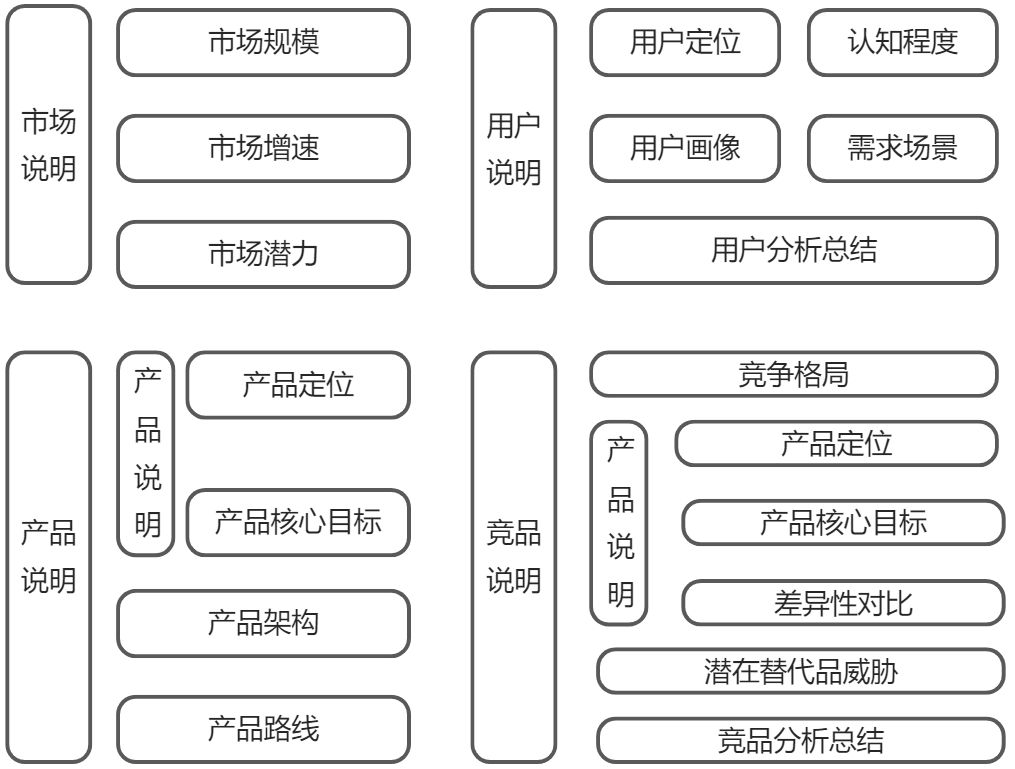 市场
说明
市场规模
市场增速
市场潜力
用户
说明
用户定位
认知程度
用户画像
需求场景
用户分析总结
产品
说明
产
品
说
明
产品定位
产品核心目标
产品架构
产品路线
竞品
说明
竞争格局
产
品
说
明
产品定位
产品核心目标
差异性对比
潜在替代品威胁
竞品分析总结